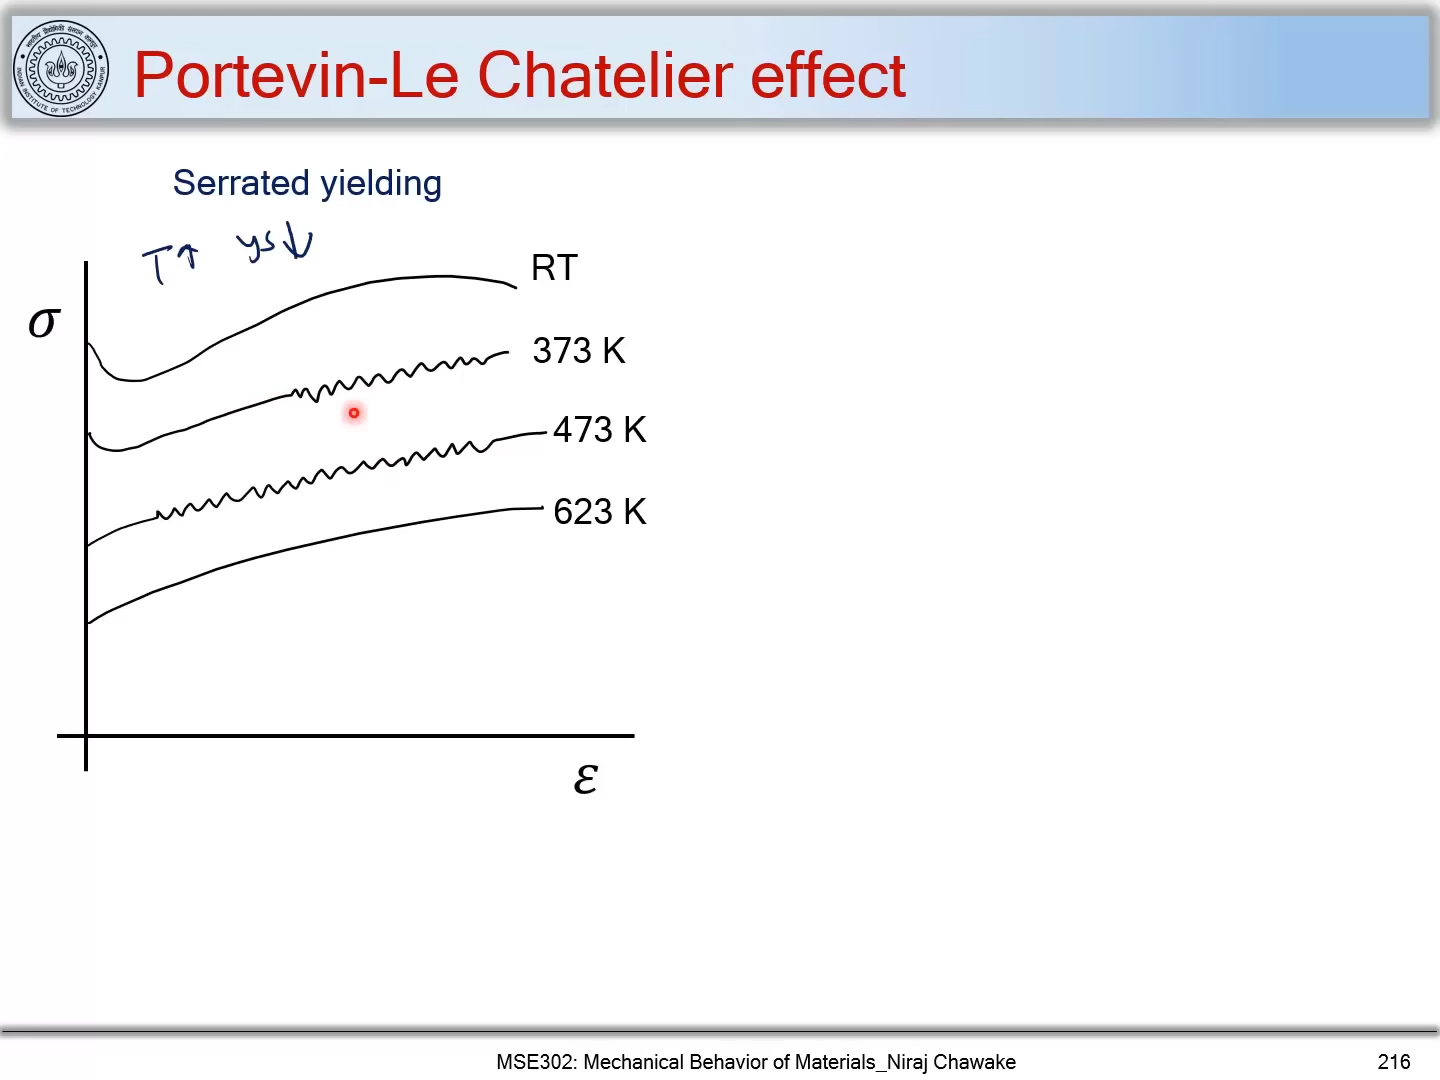 Portevin-Le Chatelier effect
Serrated yielding
T↑ ys↓
RT
σ
373 K
473 K
623 K
ε
MSE302: Mechanical Behavior of Materials_Niraj Chawake
216